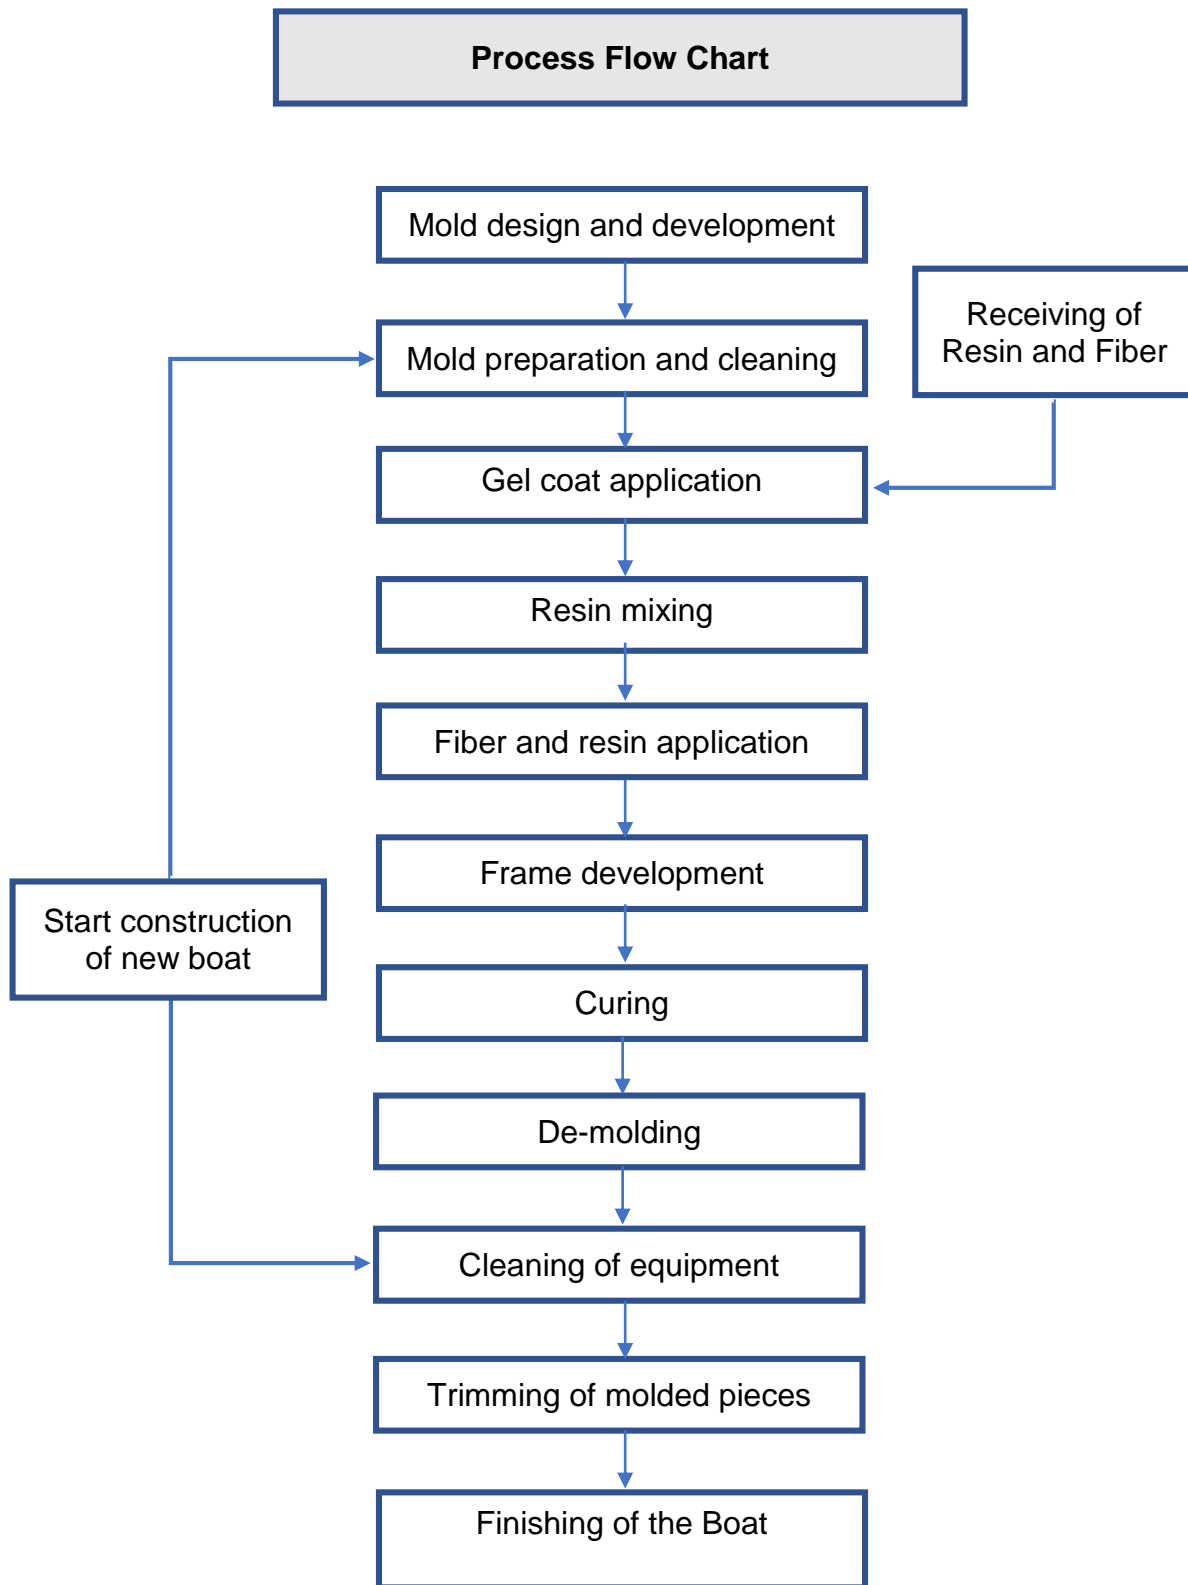 Process Flow Chart
Mold design and development
Receiving of
Resin and Fiber
Mold preparation and cleaning
Gel coat application
Resin mixing
Fiber and resin application
Frame development
Start construction
of new boat
Curing
De-molding
Cleaning of equipment
Trimming of molded pieces
Finishing of the Boat